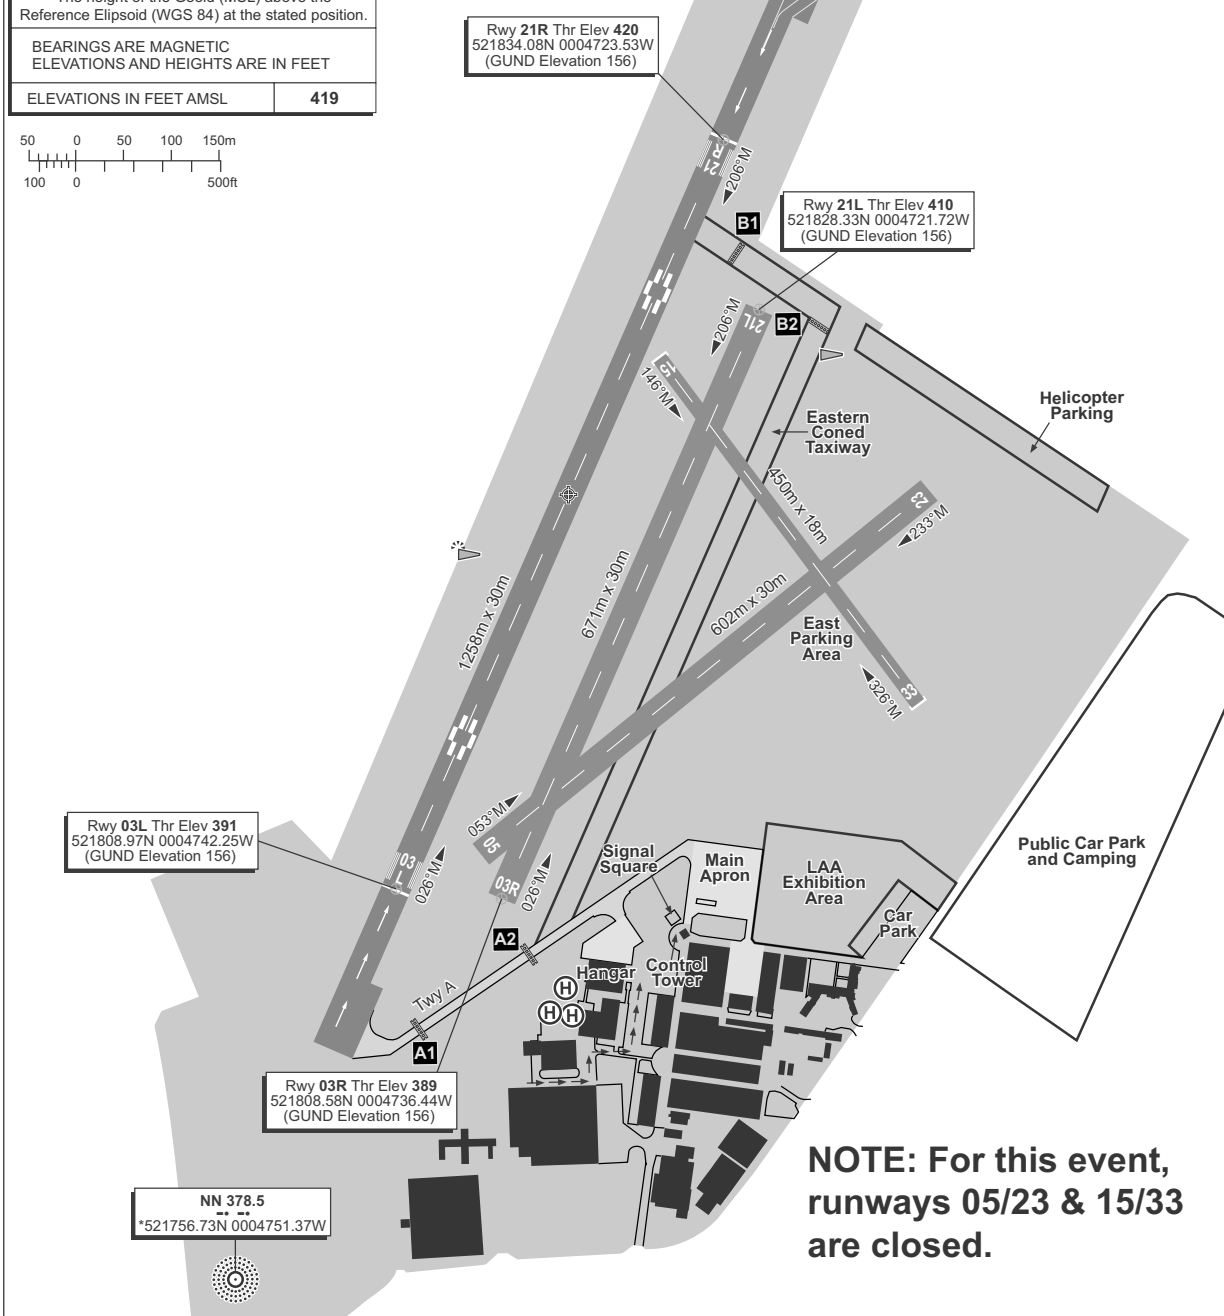 The height of the Geoid (MSL) above the
Reference Elipsoid (WGS 84) at the stated position.
BEARINGS ARE MAGNETIC
ELEVATIONS AND HEIGHTS ARE IN FEET
ELEVATIONS IN FEET AMSL 419
50 0 50 100 150m
100 0 500ft
Rwy 21R Thr Elev 420
521834.08N 0004723.53W
(GUND Elevation 156)
21 R
206°M
Rwy 21L Thr Elev 410
521828.33N 0004721.72W
(GUND Elevation 156)
B1
206°M
21L
B2
15
146°M
Eastern
Coned
Taxiway
Helicopter
Parking
450m x 18m
23
233°M
1258m x 30m
671m x 30m
602m x 30m
East
Parking
Area
33
326°M
053°M
05
Rwy 03L Thr Elev 391
521808.97N 0004742.25W
(GUND Elevation 156)
03
L
026°M
03R
026°M
Signal
Square
Main
Apron
LAA
Exhibition
Area
Car
Park
Public Car Park
and Camping
A2
Twy A
A1
H
H H
Hangar
Control
Tower
Rwy 03R Thr Elev 389
521808.58N 0004736.44W
(GUND Elevation 156)
NN 378.5
*521756.73N 0004751.37W
NOTE: For this event,
runways 05/23 & 15/33
are closed.